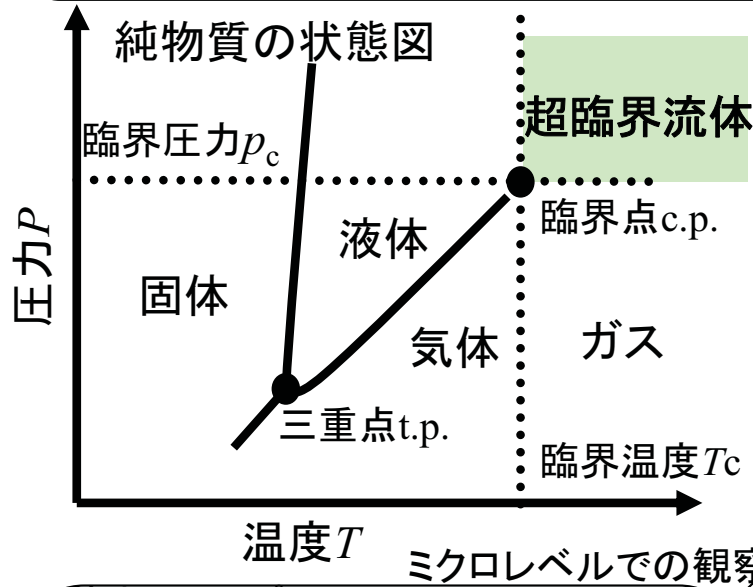 純物質の状態図
超臨界流体
臨界圧力pc
臨界点c.p.
液体
固体
気体
ガス
三重点t.p.
臨界温度Tc
圧力P
温度T
ミクロレベルでの観察